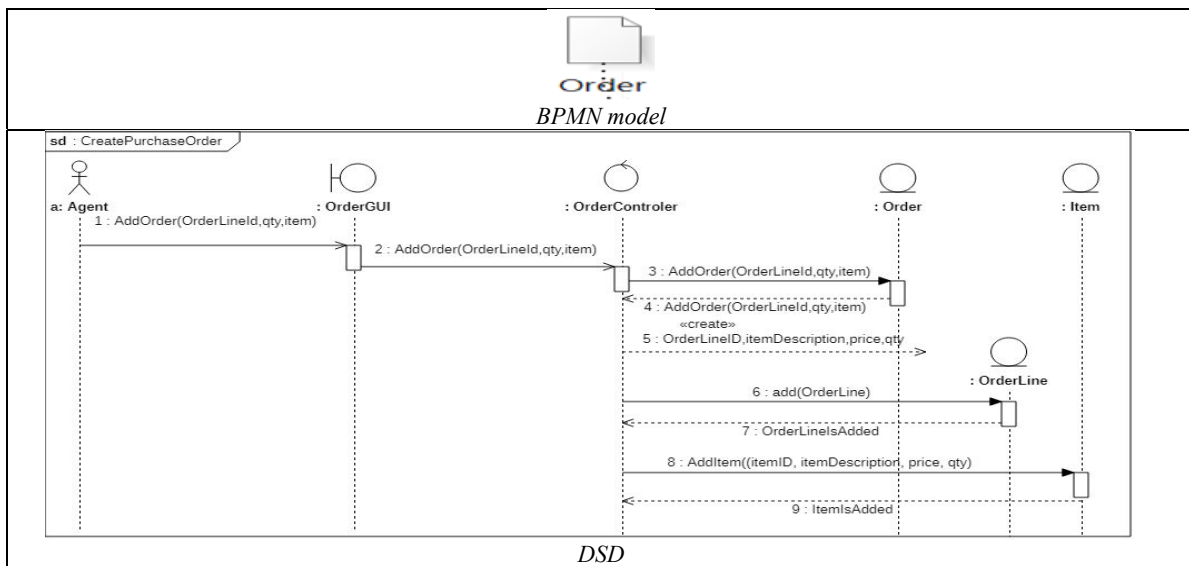 Order
BPMN model
sd : CreatePurchaseOrder
a: Agent
: OrderGUI
: OrderControler
: Order
: Item
1 : AddOrder(OrderLineId,qty,item)
2 : AddOrder(OrderLineId,qty,item)
3 : AddOrder(OrderLineId,qty,item)
4 : AddOrder(OrderLineId,qty,item)
«create»
5 : OrderLineID,itemDescription,price,qty
: OrderLine
6 : add(OrderLine)
7 : OrderLineIsAdded
8 : AddItem((itemID, itemDescription, price, qty)
9 : ItemIsAdded
DSD